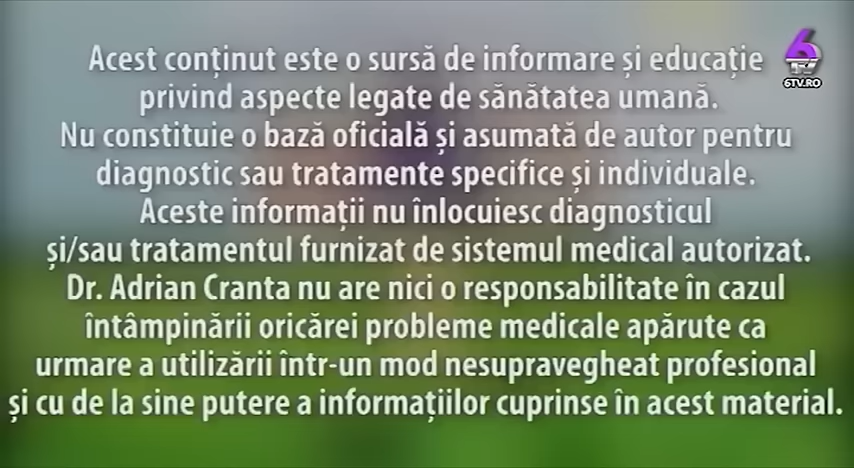 Acest conținut este o sursă de informare și educație
privind aspecte legate de sănătatea umană.
Nu constituie o bază oficială și asumată de autor pentru
diagnostic sau tratamente specifice și individuale.
Aceste informații nu înlocuiesc diagnosticul
și/sau tratamentul furnizat de sistemul medical autorizat.
Dr. Adrian Cranta nu are nici o responsabilitate în cazul
întâmpinării oricărei probleme medicale apărute ca
urmare a utilizării într-un mod nesupravegheat profesional
și cu de la sine putere a informațiilor cuprinse în acest material.
6
TV
6TV.RO